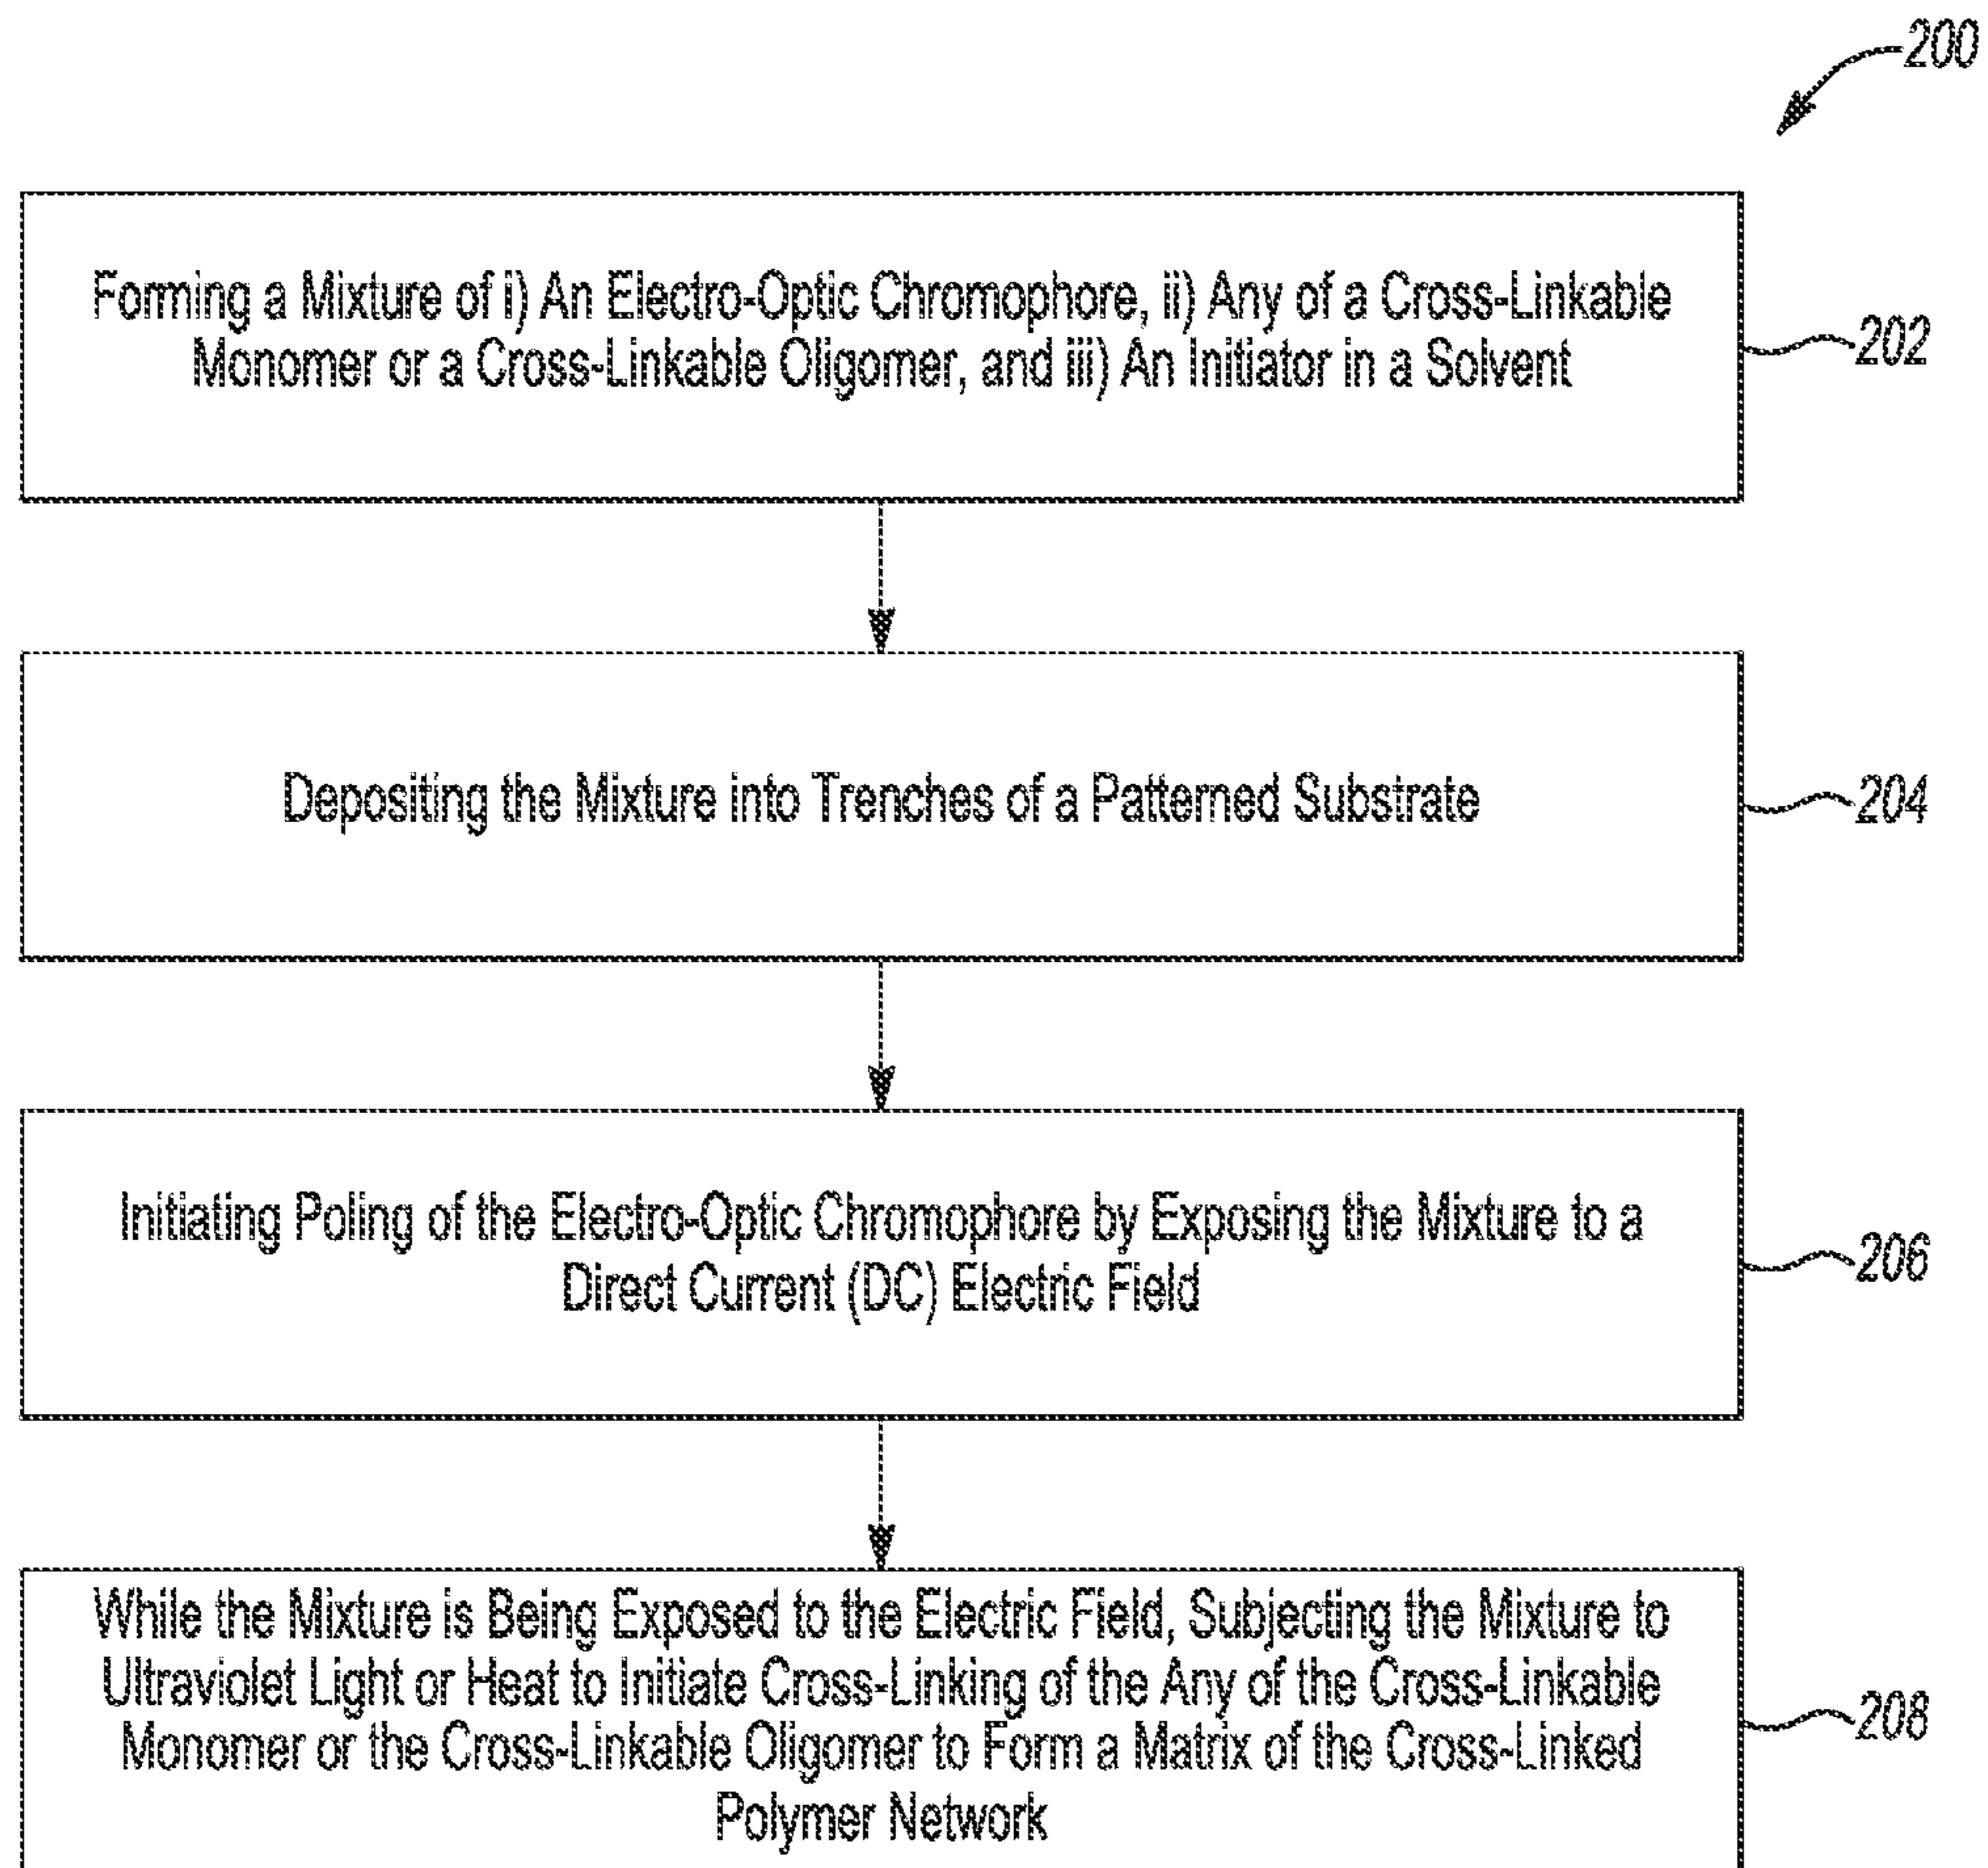 200
Forming a Mixture of i) An Electro-Optic Chromophore, ii) Any of a Cross-Linkable
Monomer or a Cross-Linkable Oligomer, and iii) An Initiator in a Solvent
202
Depositing the Mixture into Trenches of a Patterned Substrate
204
Initiating Poling of the Electro-Optic Chromophore by Exposing the Mixture to a
Direct Current (DC) Electric Field
206
While the Mixture is Being Exposed to the Electric Field, Subjecting the Mixture to
Ultraviolet Light or Heat to Initiate Cross-Linking of the Any of the Cross-Linkable
Monomer or the Cross-Linkable Oligomer to Form a Matrix of the Cross-Linked
Polymer Network
208